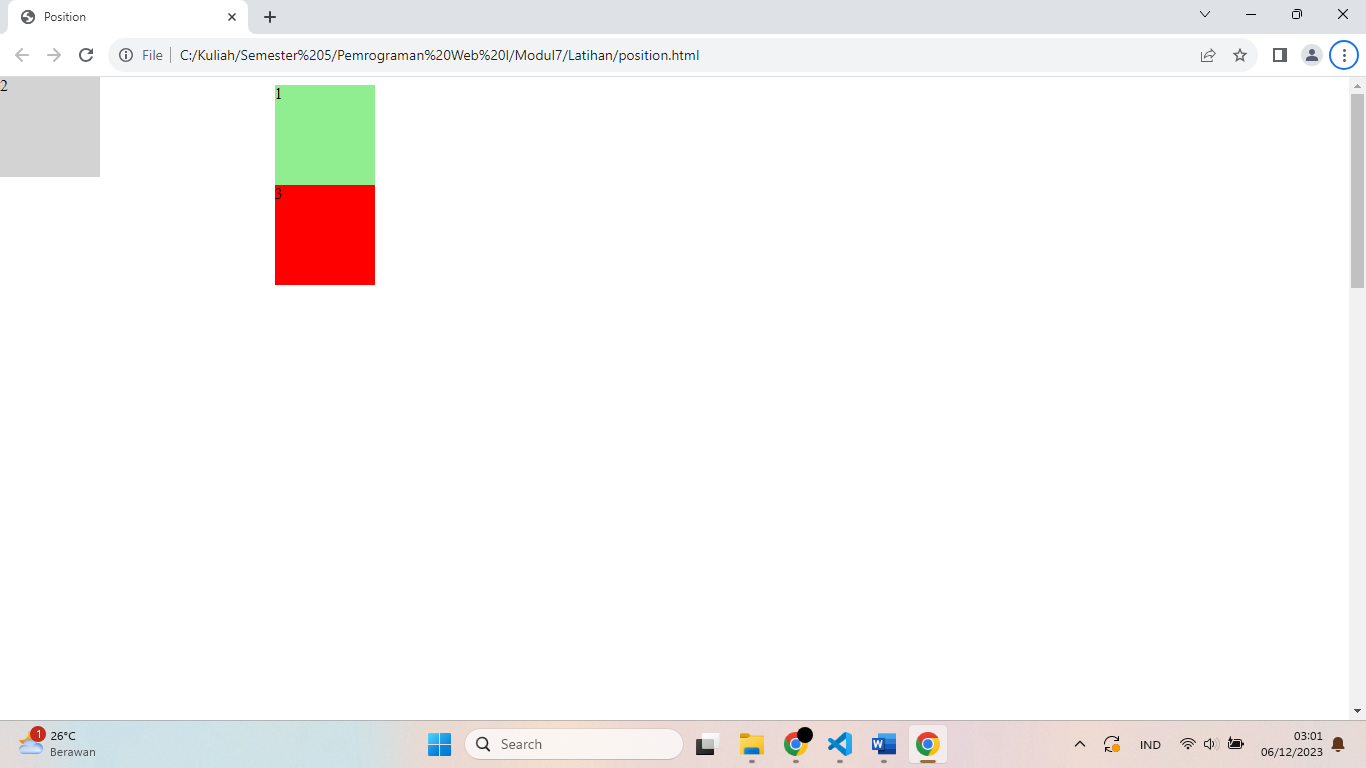 Position
File
C:/Kuliah/Semester%205/Pemrograman%20Web%20I/Modul7/Latihan/position.html
2
1
3
1
26°C
Berawan
Search
IND
03:01
06/12/2023